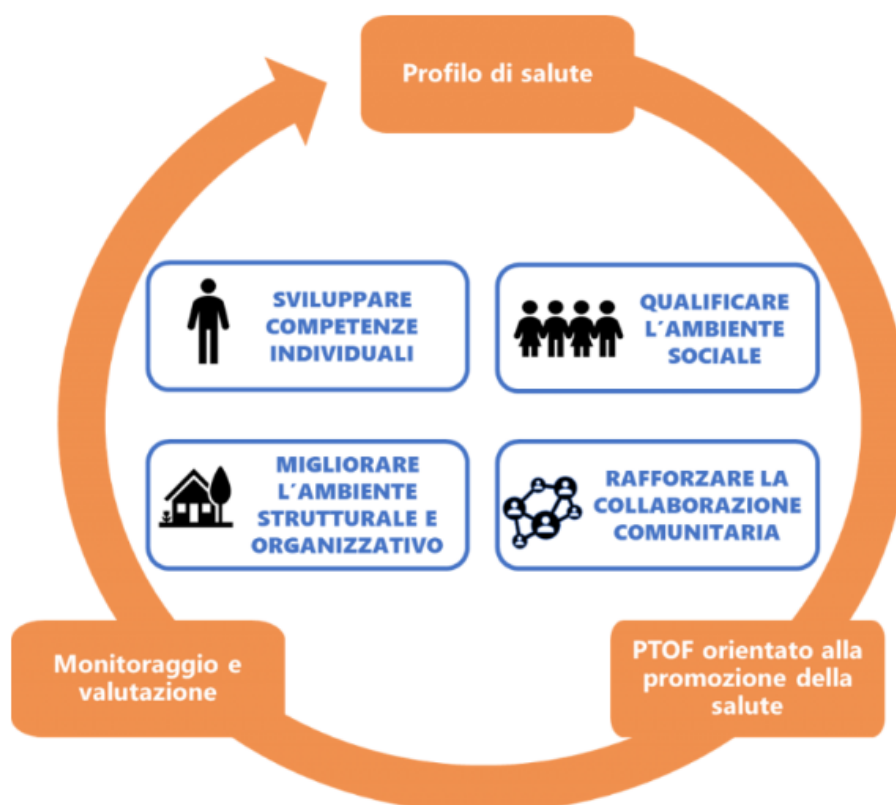 Profilo di salute
SVILUPPARE
COMPETENZE
INDIVIDUALI
QUALIFICARE
L´AMBIENTE
SOCIALE
MIGLIORARE
L´AMBIENTE
STRUTTURALE E
ORGANIZZATIVO
RAFFORZARE LA
COLLABORAZIONE
COMUNITARIA
Monitoraggio e
valutazione
PTOF orientato alla
promozione della
salute